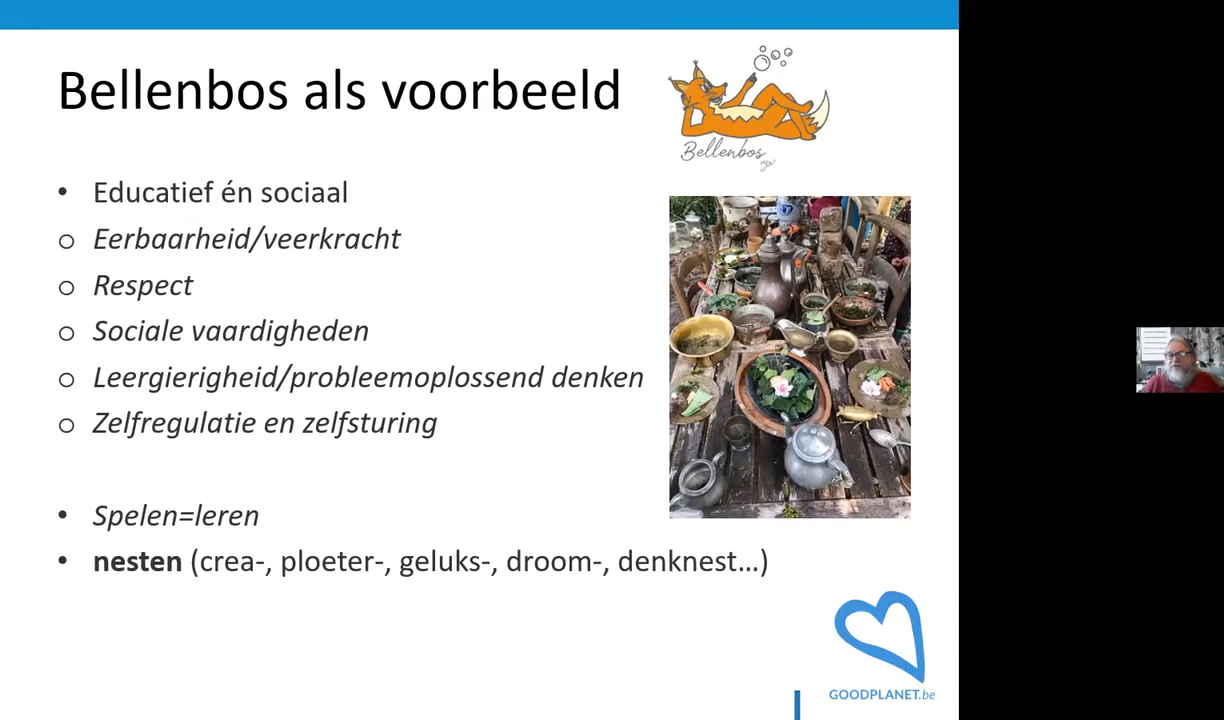 Bellenbos als voorbeeld
Bellenbos
vzw
• Educatief én sociaal
o Eerbaarheid/veerkracht
o Respect
o Sociale vaardigheden
o Leergierigheid/probleemoplossend denken
o Zelfregulatie en zelfsturing
• Spelen=leren
• nesten (crea-, ploeter-, geluks-, droom-, denknest...)
GOODPLANET.be